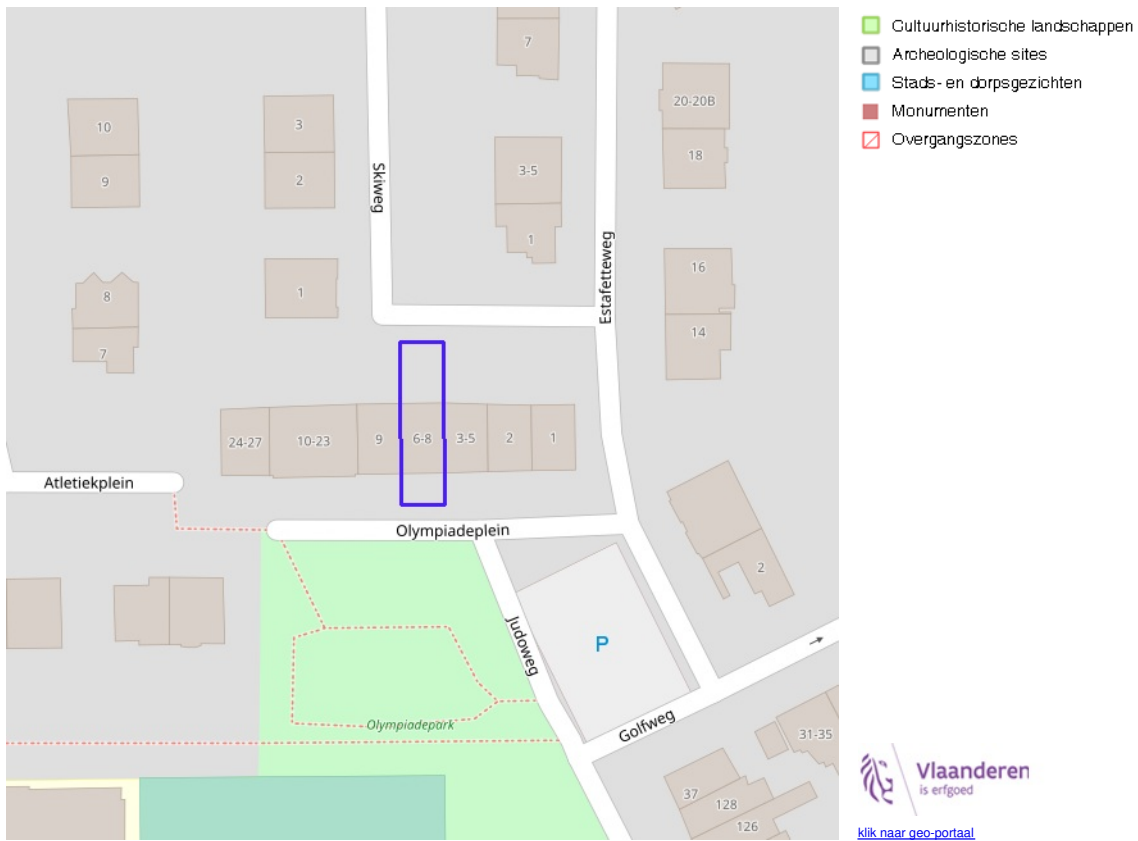 7
20-20B
10
3
18
3-5
9
2
Skiweg
1
Estafetteweg
16
8
1
14
7
24-27
10-23
9
6-8
3-5
2
1
Atletiekplein
Olympiadeplein
2
Judoweg
P
Olympiadepark
Golfweg
31-35
37
128
126
Cultuurhistorische landschappen
Archeologische sites
Stads- en dorpsgezichten
Monumenten
Overgangszones
Vlaanderen
is erfgoed
klik naar geo-portaal